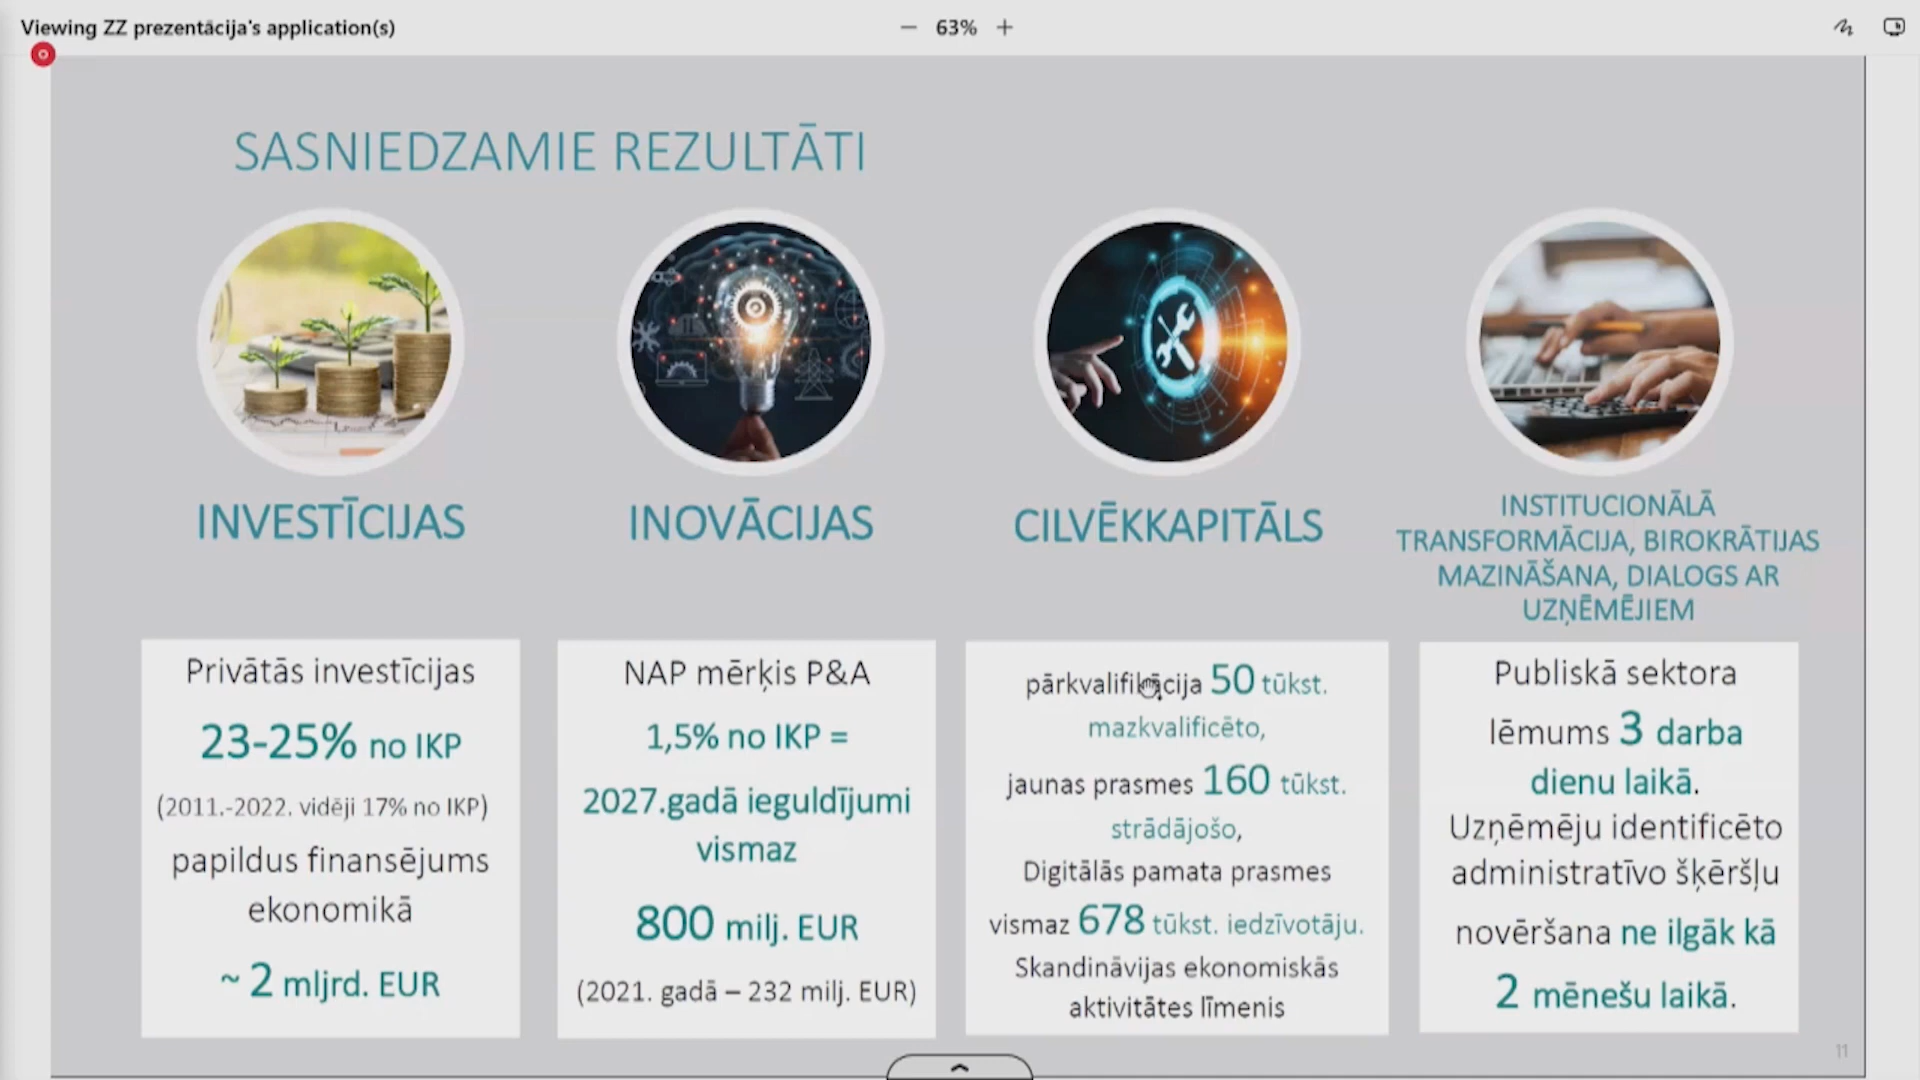 Viewing ZZ prezentācija's application(s)
63%
SASNIEDZAMIE REZULTĀTI
INVESTĪCIJAS
Privātās investīcijas
23-25% no IKP
(2011.-2022. vidēji 17% no IKP)
papildus finansējums
ekonomikā
~ 2 mljrd. EUR
INOVĀCIJAS
NAP mērķis P&A
1,5% no IKP =
2027.gadā ieguldījumi
vismaz
800 milj. EUR
(2021. gadā – 232 milj. EUR)
CILVĒKKAPITĀLS
pārkvalifikācija 50 tūkst.
mazkvalificēto,
jaunas prasmes 160 tūkst.
strādājošo,
Digitālās pamata prasmes
vismaz 678 tūkst. iedzīvotāju.
Skandināvijas ekonomiskās
aktivitātes līmenis
INSTITUCIONĀLĀ
TRANSFORMĀCIJA, BIROKRĀTIJAS
MAZINĀŠANA, DIALOGS AR
UZŅĒMĒJIEM
Publiskā sektora
lēmums 3 darba
dienu laikā.
Uzņēmēju identificēto
administratīvo šķēršļu
novēršana ne ilgāk kā
2 mēnešu laikā.
11